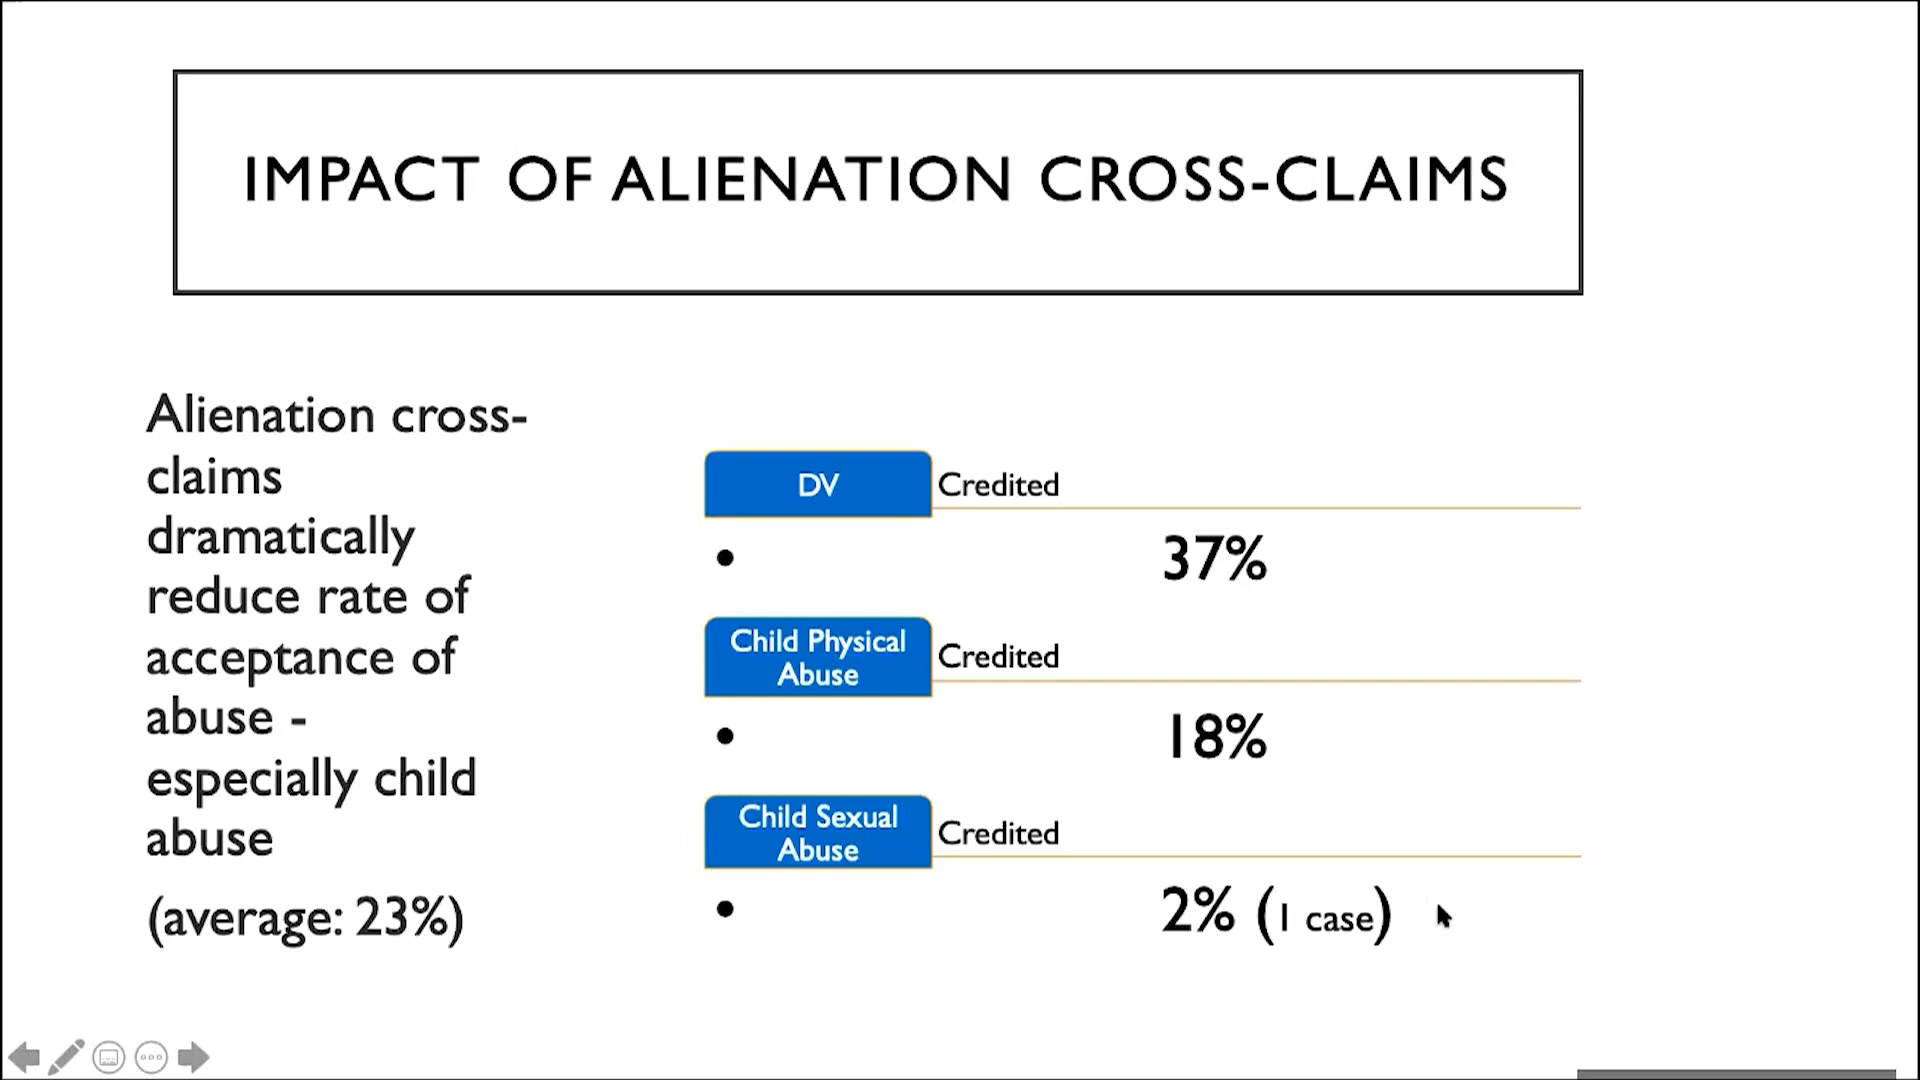 IMPACT OF ALIENATION CROSS-CLAIMS
Alienation cross-
claims
dramatically
reduce rate of
acceptance of
abuse -
especially child
abuse
(average: 23%)
DV
Credited
• 37%
Child Physical
Abuse
Credited
• 18%
Child Sexual
Abuse
Credited
• 2% (1 case)